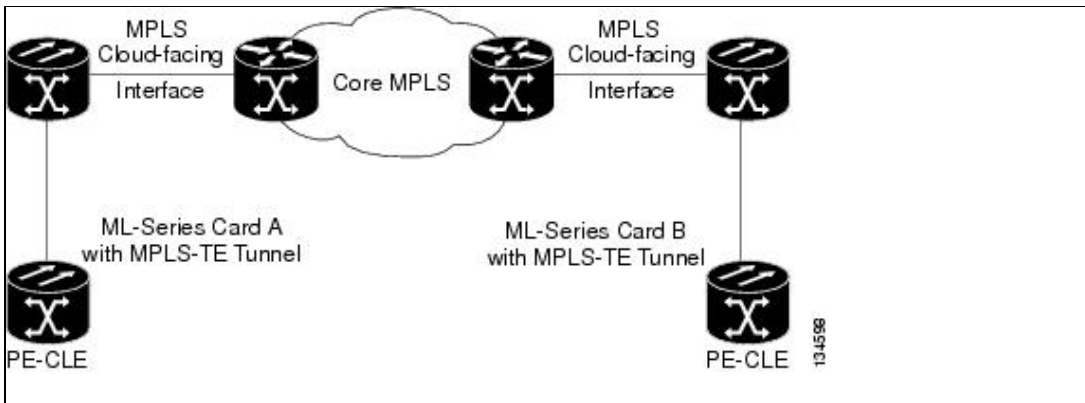 MPLS
Cloud-facing
Interface
Core MPLS
MPLS
Cloud-facing
Interface
ML-Series Card A
with MPLS-TE Tunnel
ML-Series Card B
with MPLS-TE Tunnel
PE-CLE
PE-CLE
134598